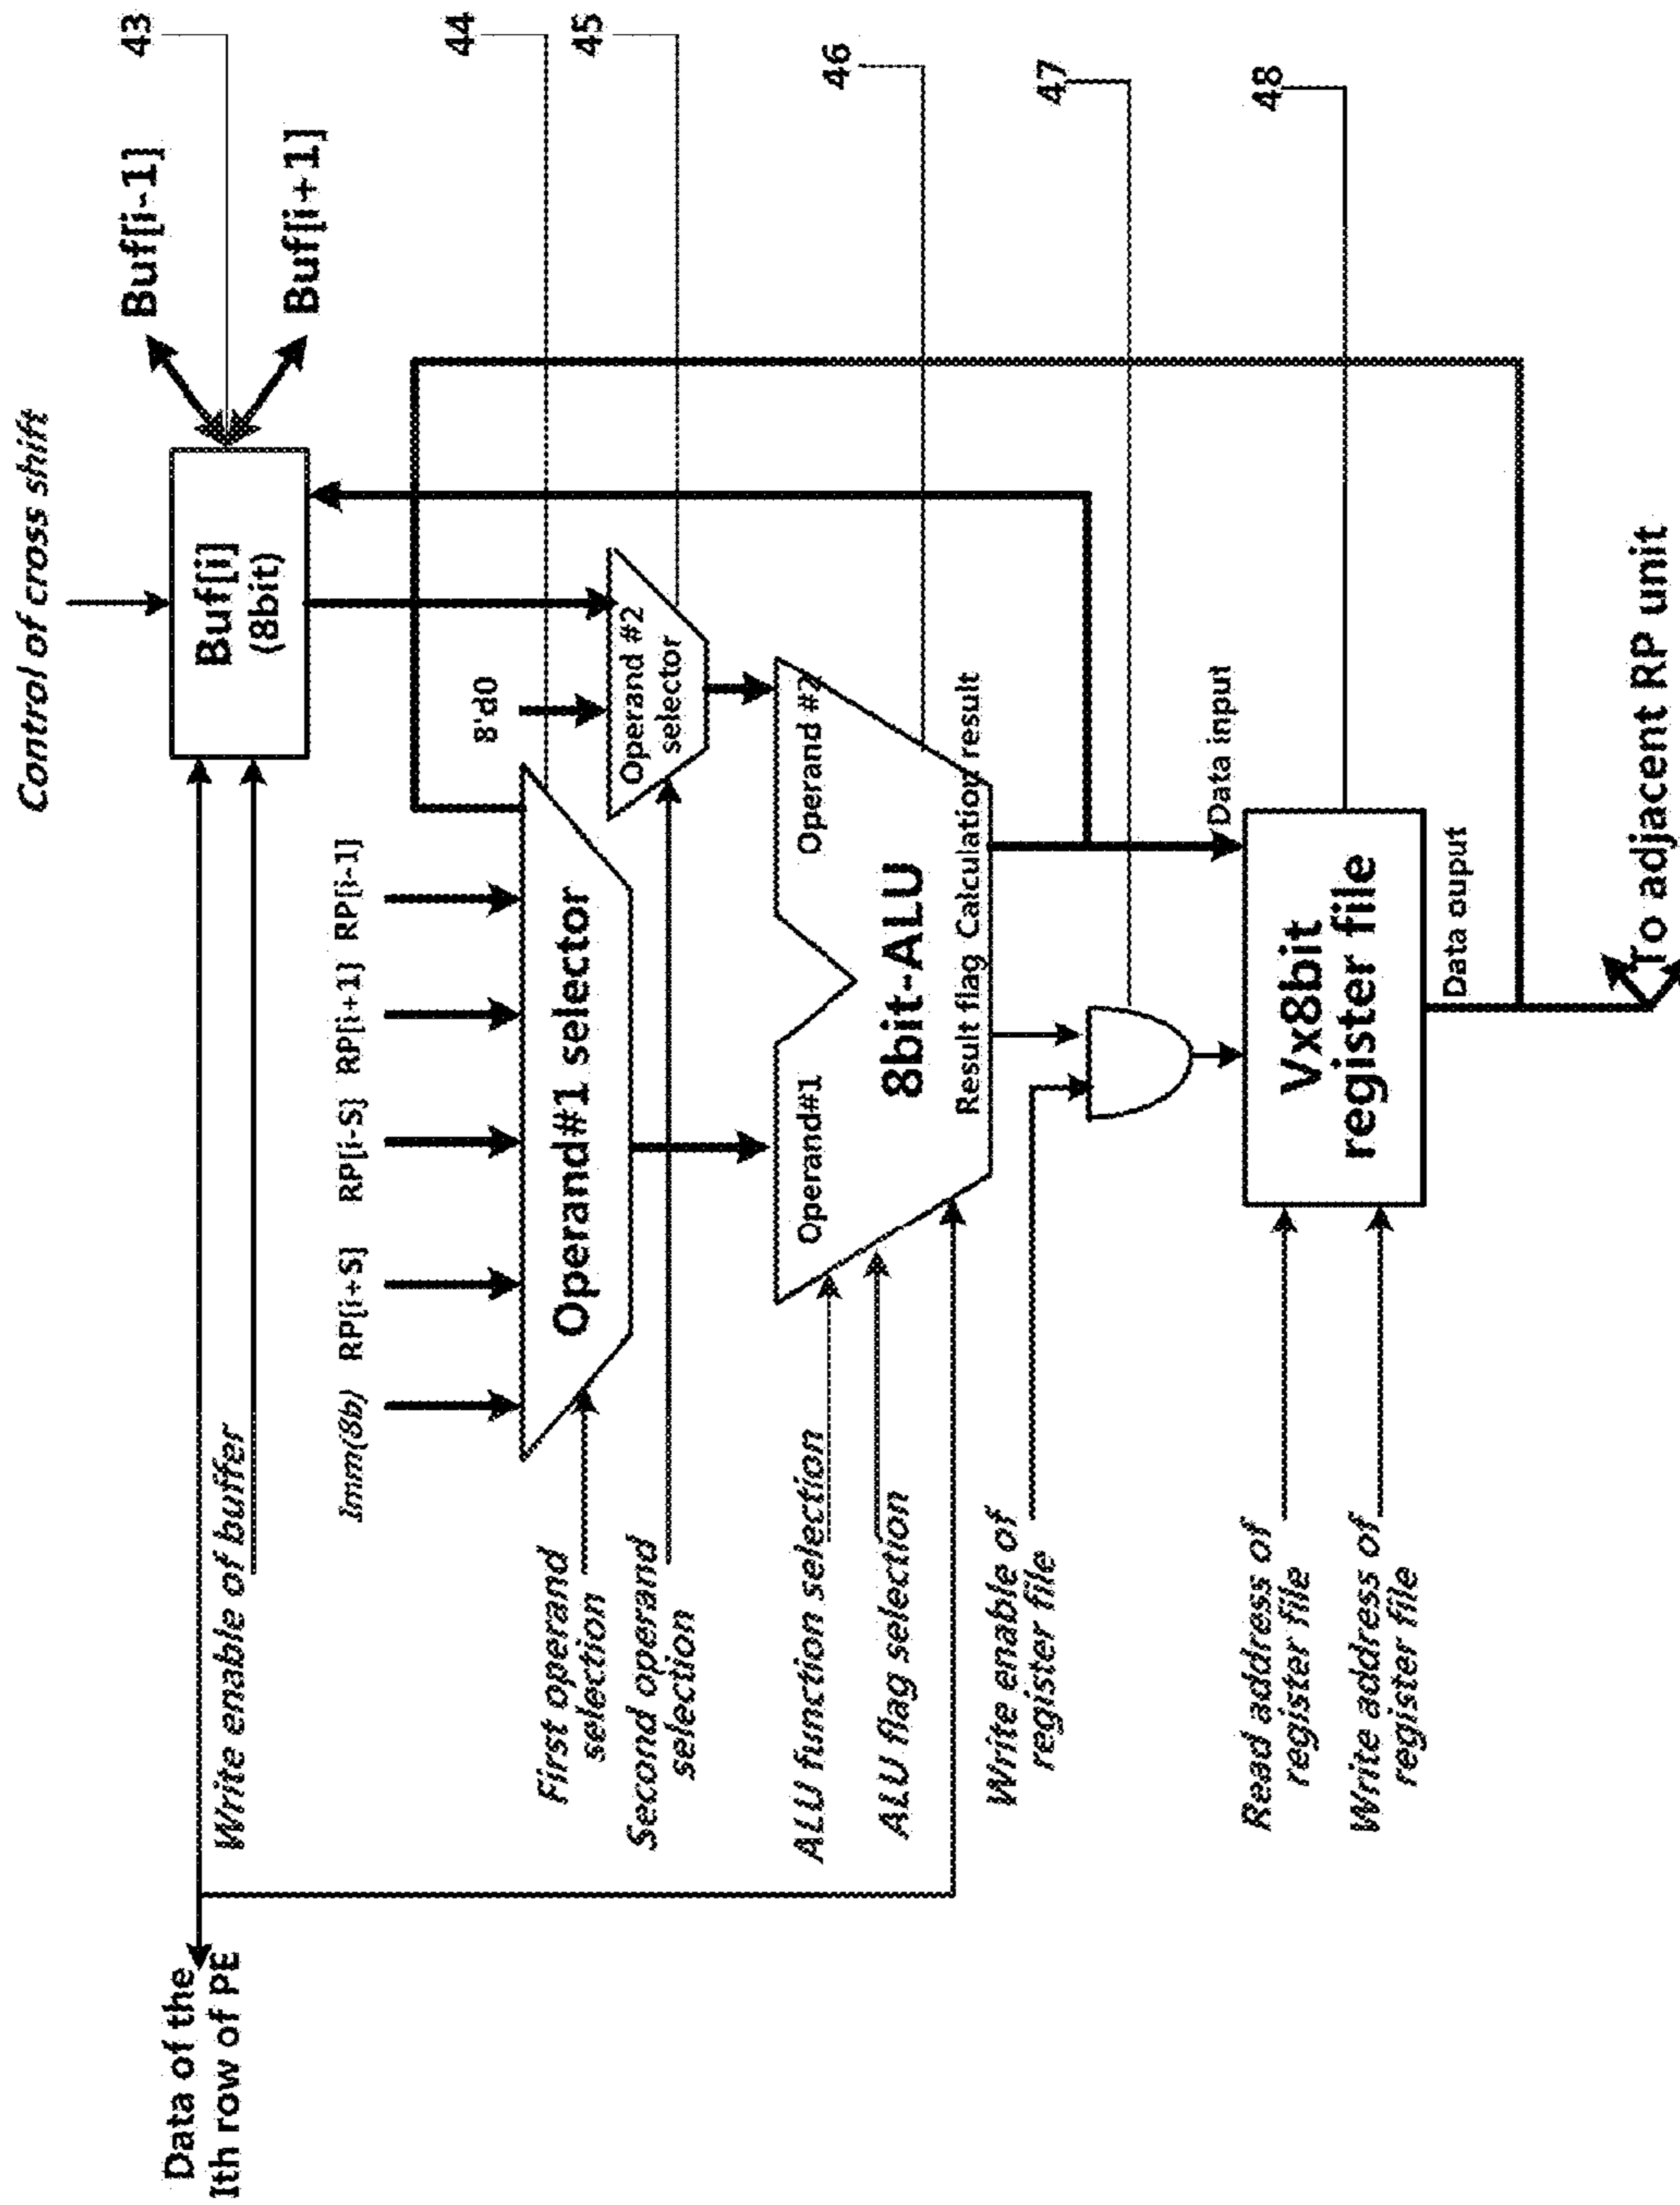 Control of cross shift
Buf[i-1]
Buf[i+1]
43
Buf[i]
(8bit)
Data of the
Ith row of PE
Write enable of buffer
Imm(8b)
RP[i+S]
RP[i-S]
RP[i+1]
RP[i-1]
8'd0
44
45
Operand#1 selector
Operand #2
selector
First operand
selection
Second operand
selection
Operand#1
Operand #2
8bit-ALU
Result flag
Calculation result
46
ALU function selection
ALU flag selection
Write enable of
register file
47
Data input
48
Vx8bit
register file
Read address of
register file
Write address of
register file
Data ouput
To adjacent RP unit